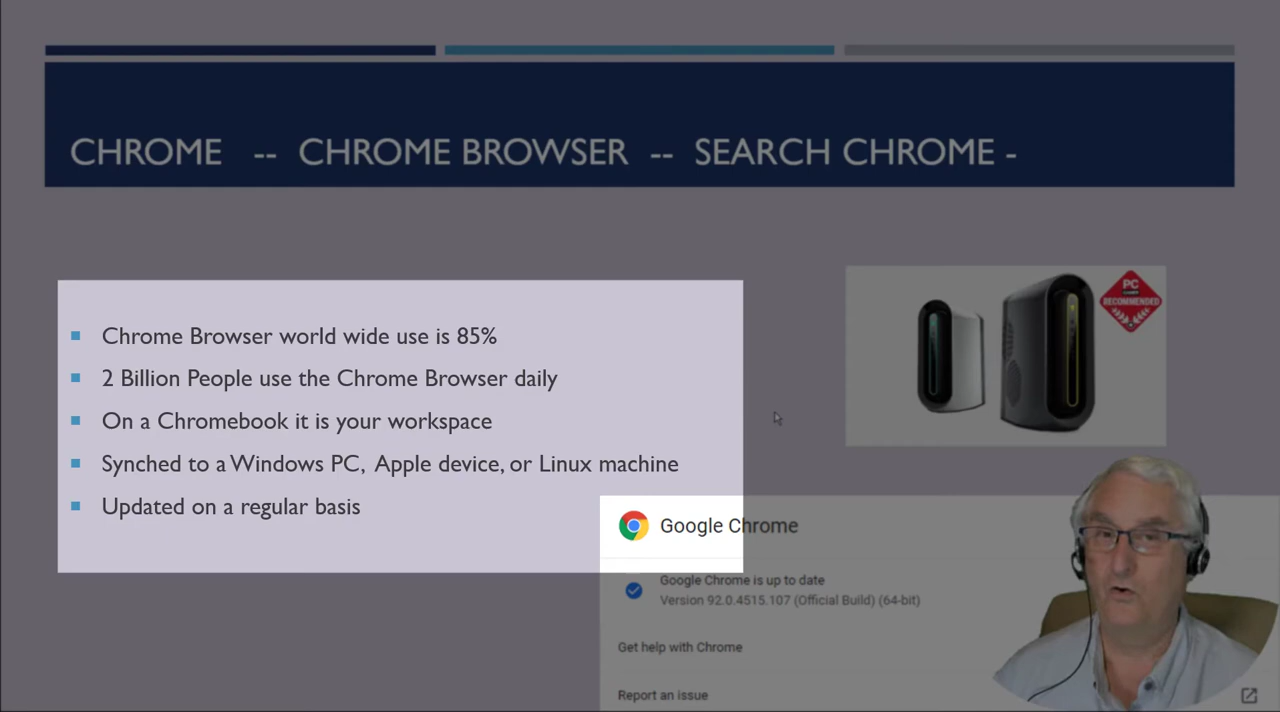 CHROME -- CHROME BROWSER -- SEARCH CHROME -
Chrome Browser world wide use is 85%
2 Billion People use the Chrome Browser daily
On a Chromebook it is your workspace
Synched to a Windows PC, Apple device, or Linux machine
Updated on a regular basis
PC
GAMER
RECOMMENDED
Google Chrome
Google Chrome is up to date
Version 92.0.4515.107 (Official Build) (64-bit)
Get help with Chrome
Report an issue